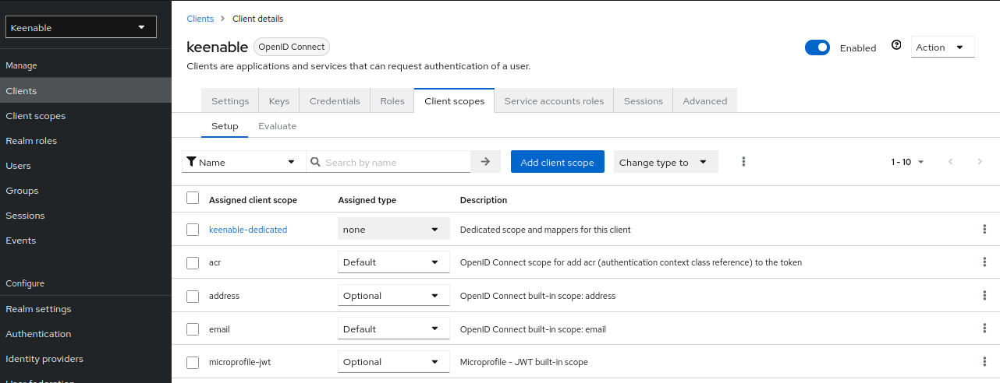 Keenable
Manage
Clients
Client scopes
Realm roles
Users
Groups
Sessions
Events
Configure
Realm settings
Authentication
Identity providers
User federation
Clients > Client details
keenable OpenID Connect
Enabled Action
Clients are applications and services that can request authentication of a user.
Settings Keys Credentials Roles Client scopes Service accounts roles Sessions Advanced
Setup Evaluate
Name Search by name Add client scope Change type to 1 - 10
Assigned client scope Assigned type Description
keenable-dedicated none Dedicated scope and mappers for this client
acr Default OpenID Connect scope for add acr (authentication context class reference) to the token
address Optional OpenID Connect built-in scope: address
email Default OpenID Connect built-in scope: email
microprofile-jwt Optional Microprofile - JWT built-in scope